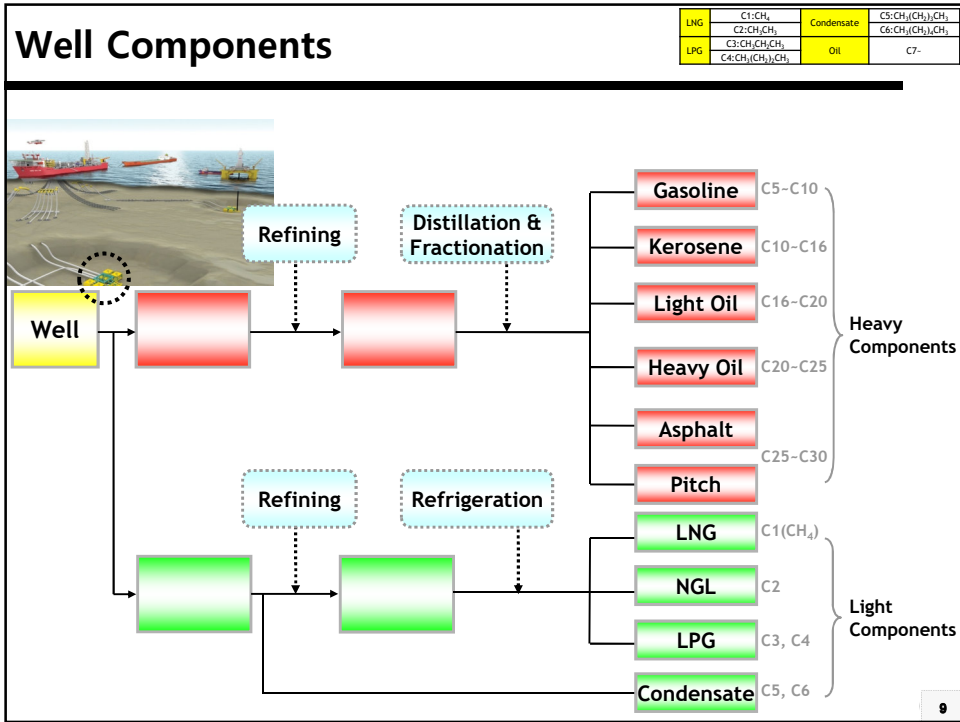 Well Components
LNG
C1:CH₄
C2:CH₃CH₃
LPG
C3:CH₃CH₂CH₃
C4:CH₃(CH₂)₂CH₃
Condensate
C5:CH₃(CH₂)₃CH₃
C6:CH₃(CH₂)₄CH₃
Oil
C7~
Well
Refining
Distillation &
Fractionation
Gasoline C5~C10
Kerosene C10~C16
Light Oil C16~C20
Heavy Oil C20~C25
Asphalt
C25~C30
Pitch
Heavy
Components
Refining
Refrigeration
LNG C1(CH₄)
NGL C2
LPG C3, C4
Condensate C5, C6
Light
Components
9